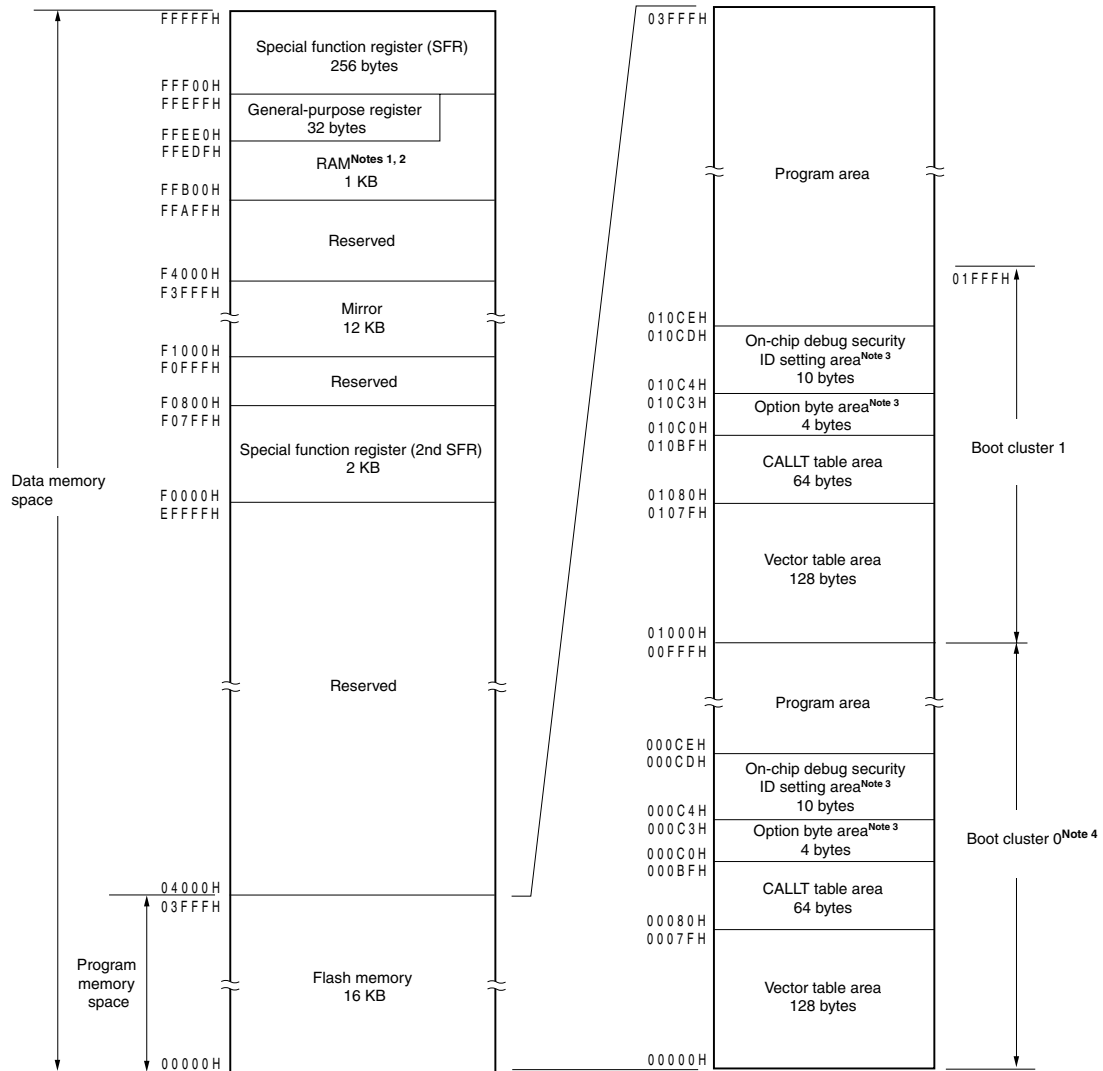 FFFFFH
Special function register (SFR)
256 bytes
FFF00H
FFEFFH
General-purpose register
32 bytes
FFEE0H
FFEDFH
RAMNotes 1, 2
1 KB
FFB00H
FFAFFH
Reserved
F4000H
F3FFFH
Mirror
12 KB
F1000H
F0FFFH
Reserved
F0800H
F07FFH
Special function register (2nd SFR)
2 KB
Data memory
space
F0000H
EFFFFH
Reserved
04000H
03FFFH
Program
memory
space
Flash memory
16 KB
00000H
03FFFH
Program area
01FFFH
010CEH
010CDH
On-chip debug security
ID setting areaNote 3
10 bytes
010C4H
010C3H
Option byte areaNote 3
4 bytes
010C0H
010BFH
Boot cluster 1
CALLT table area
64 bytes
01080H
0107FH
Vector table area
128 bytes
01000H
00FFFH
Program area
000CEH
000CDH
On-chip debug security
ID setting areaNote 3
10 bytes
000C4H
000C3H
Option byte areaNote 3
4 bytes
Boot cluster 0Note 4
000C0H
000BFH
CALLT table area
64 bytes
00080H
0007FH
Vector table area
128 bytes
00000H